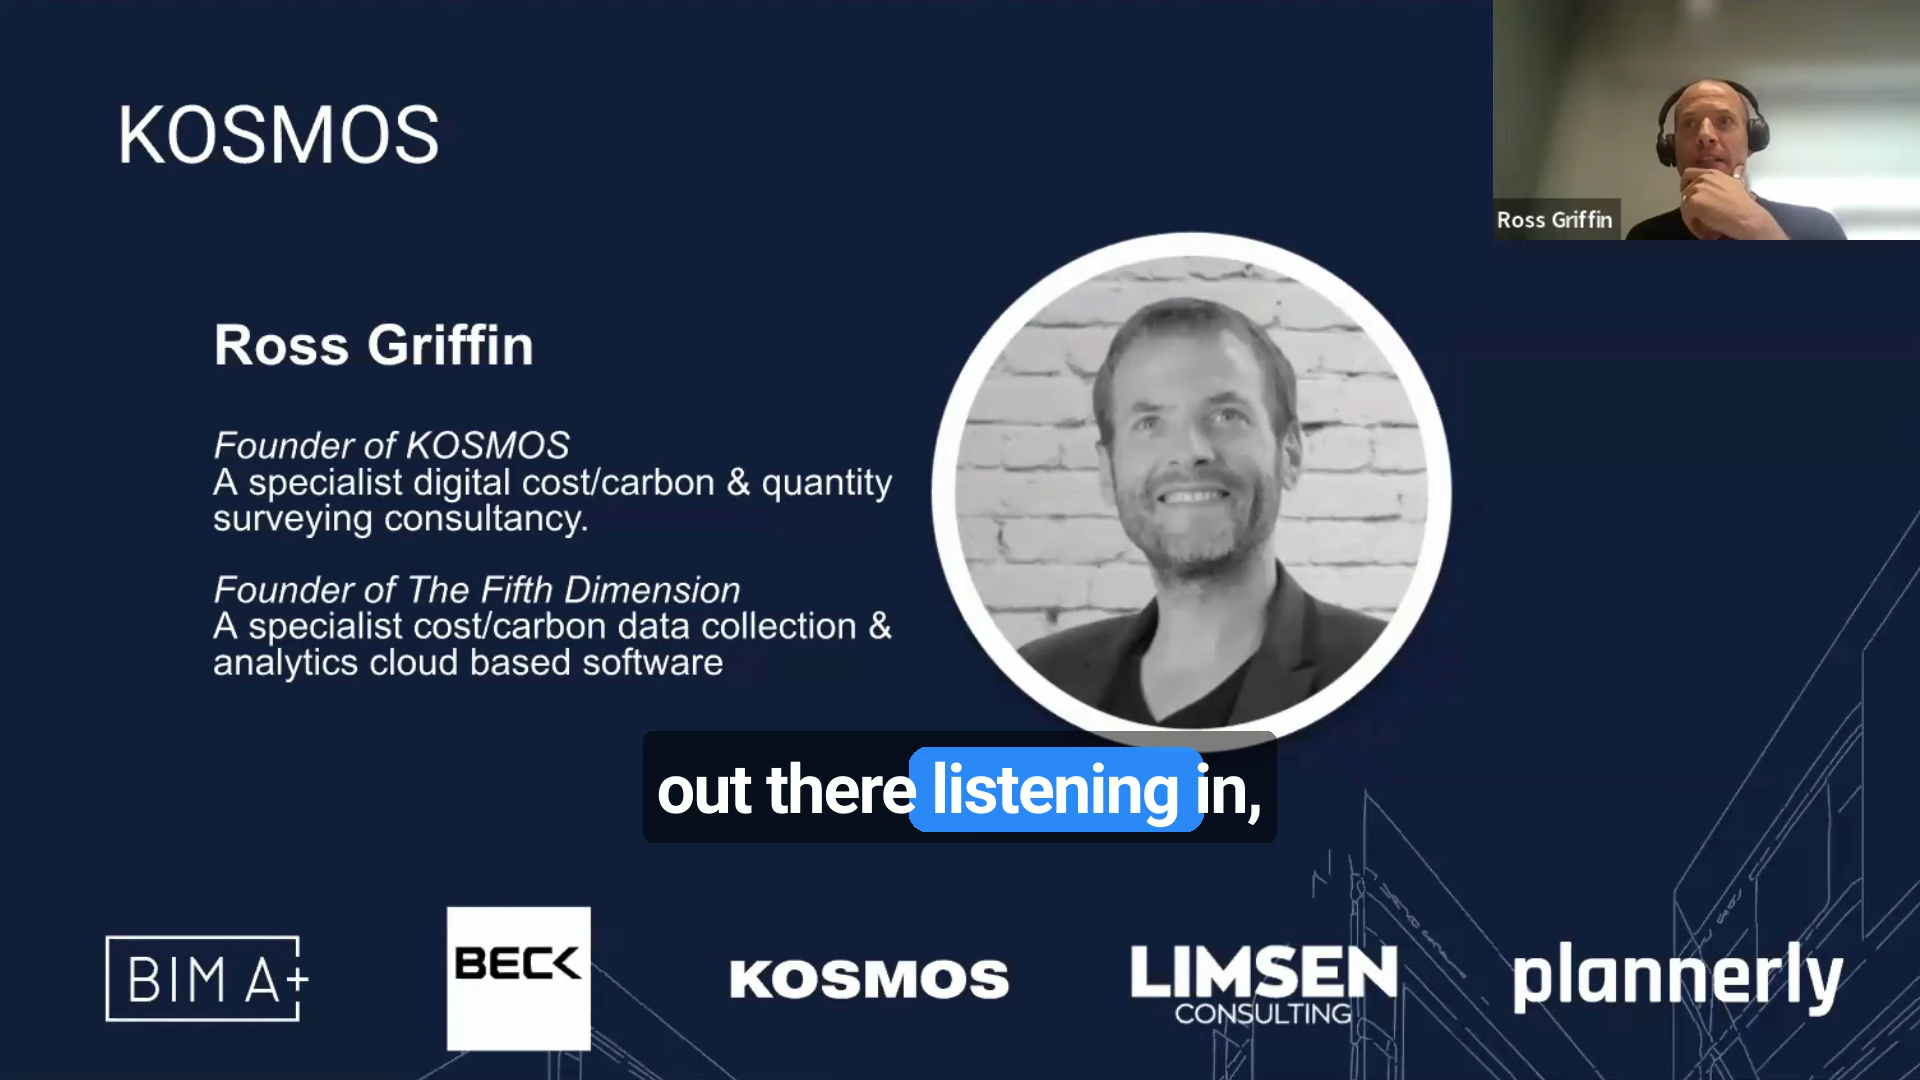 KOSMOS
Ross Griffin
Ross Griffin
Founder of KOSMOS
A specialist digital cost/carbon & quantity
surveying consultancy.
Founder of The Fifth Dimension
A specialist cost/carbon data collection &
analytics cloud based software
out there listening in,
BIM A+
BECK
KOSMOS
LIMSEN
CONSULTING
plannerly